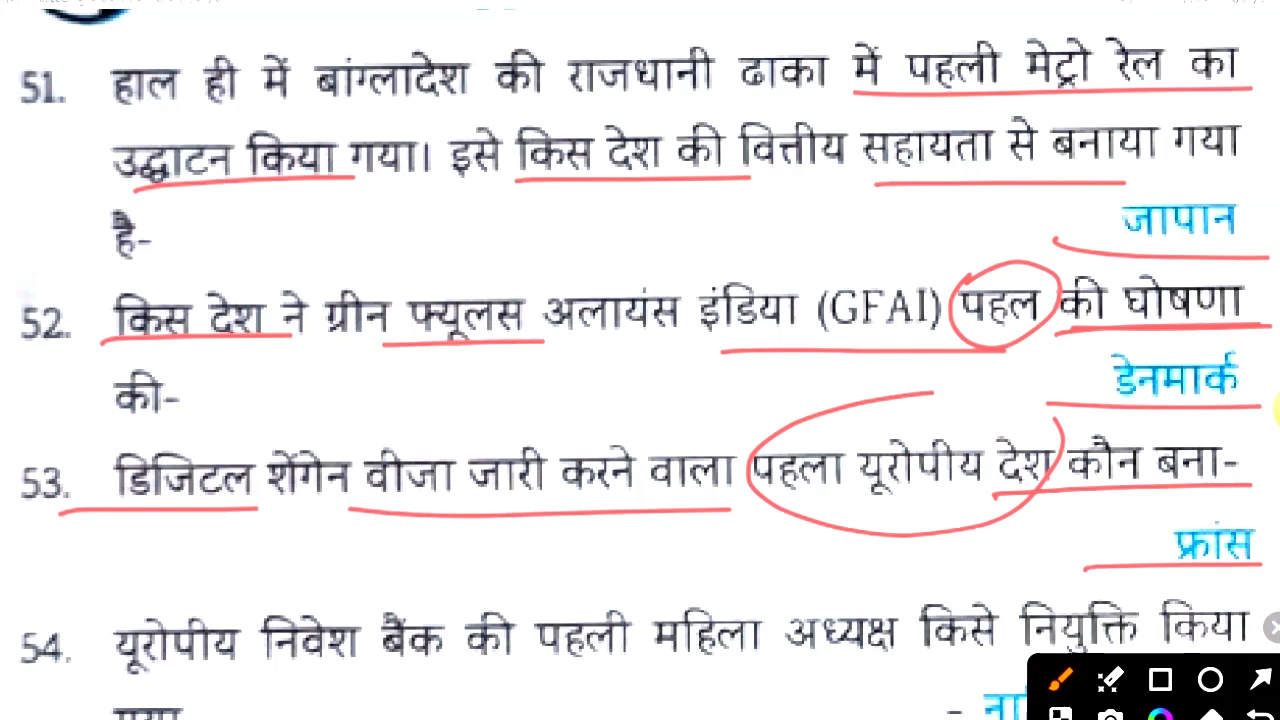 51. हाल ही में बांग्लादेश की राजधानी ढाका में पहली मेट्रो रेल का
उद्घाटन किया गया। इसे किस देश की वित्तीय सहायता से बनाया गया
है-
जापान
52. किस देश ने ग्रीन फ्यूलस अलायंस इंडिया (GFAI) पहल की घोषणा
की-
डेनमार्क
53. डिजिटल शेंगेन वीजा जारी करने वाला पहला यूरोपीय देश कौन बना-
फ्रांस
54. यूरोपीय निवेश बैंक की पहली महिला अध्यक्ष किसे नियुक्ति किया